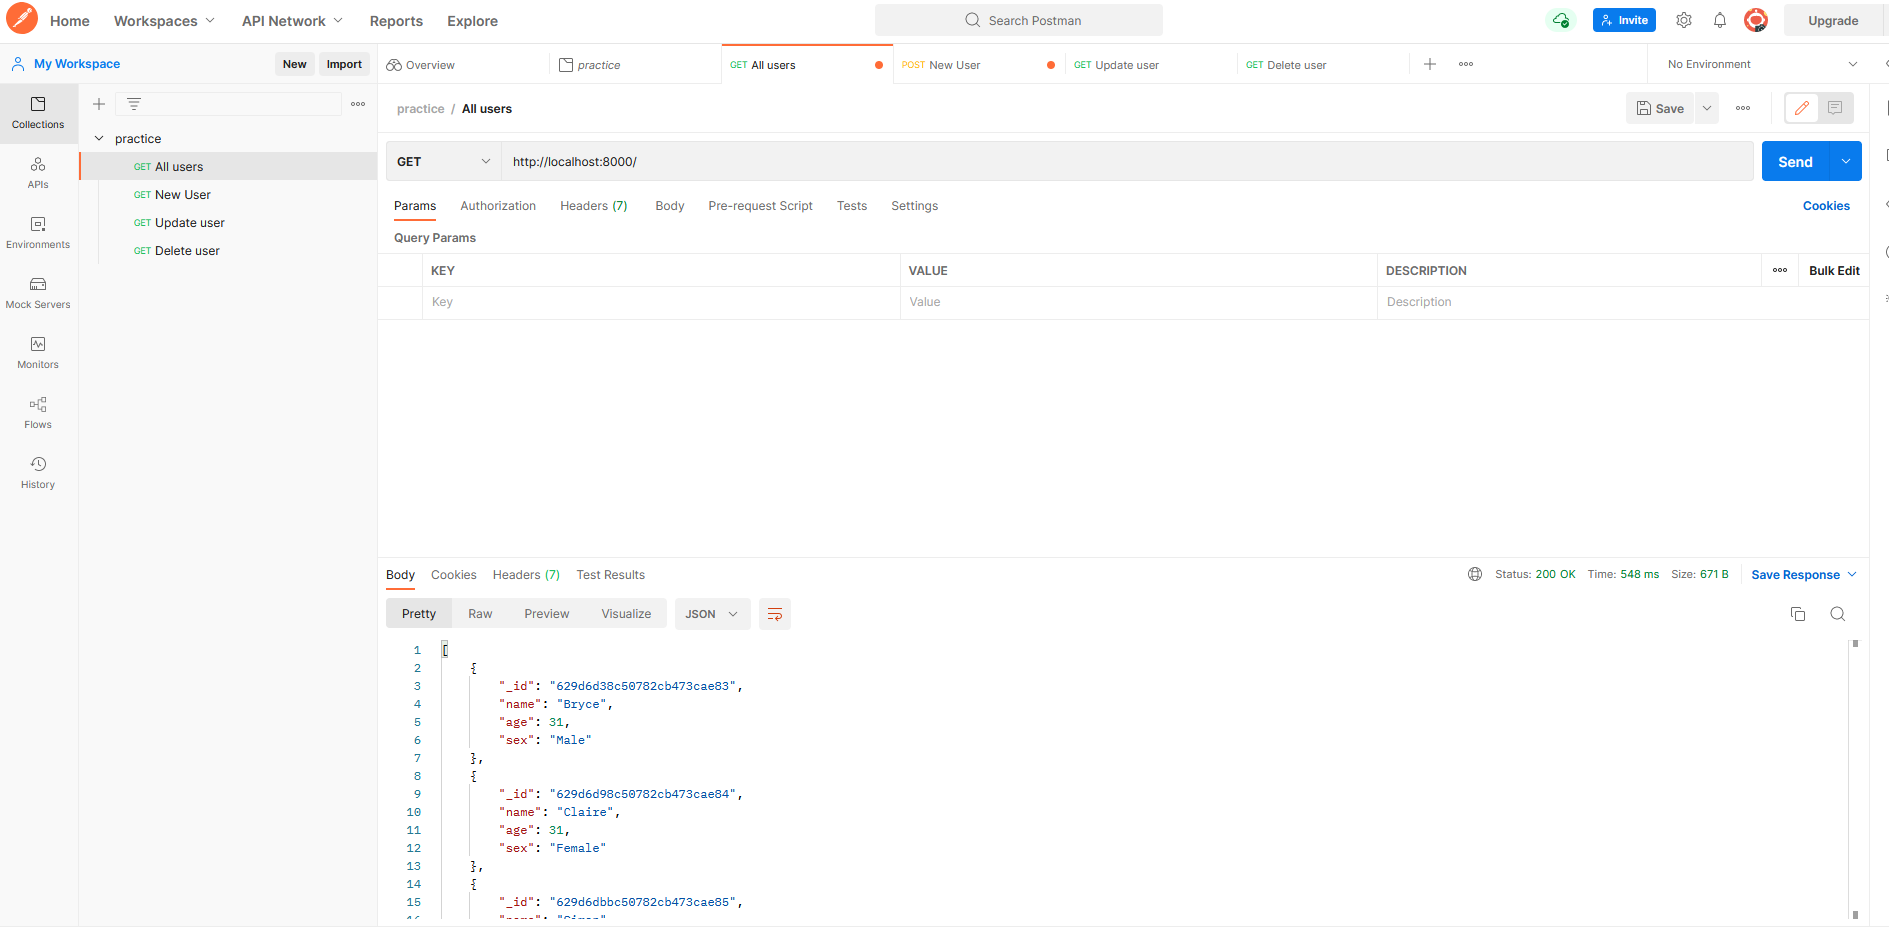 Home Workspaces API Network Reports Explore Search Postman Invite Upgrade
My Workspace New Import Overview practice GET All users POST New User GET Update user GET Delete user No Environment
Collections
APIs
Environments
Mock Servers
Monitors
Flows
History
practice
GET All users
GET New User
GET Update user
GET Delete user
practice / All users Save
GET http://localhost:8000/ Send
Params Authorization Headers (7) Body Pre-request Script Tests Settings Cookies
Query Params
KEY VALUE DESCRIPTION Bulk Edit
Key Value Description
Body Cookies Headers (7) Test Results Status: 200 OK Time: 548 ms Size: 671 B Save Response
Pretty Raw Preview Visualize JSON
1 [
2 {
3 "_id": "629d6d38c50782cb473cae83",
4 "name": "Bryce",
5 "age": 31,
6 "sex": "Male"
7 },
8 {
9 "_id": "629d6d98c50782cb473cae84",
10 "name": "Claire",
11 "age": 31,
12 "sex": "Female"
13 },
14 {
15 "_id": "629d6dbbc50782cb473cae85",